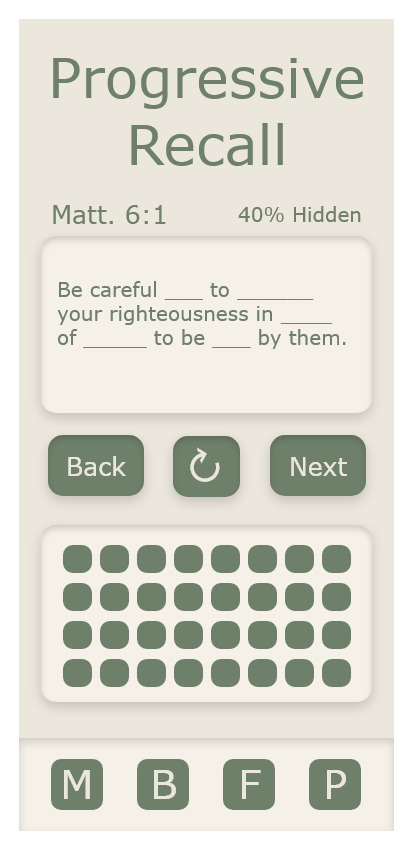 Progressive
Recall
Matt. 6:1
40% Hidden
Be careful ___ to ______
your righteousness in ____
of _____ to be ___ by them.
Back
Next
M
B
F
P